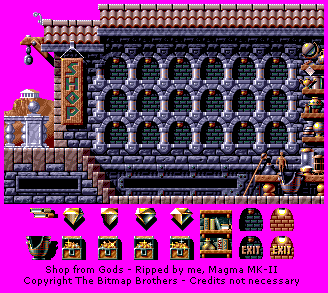 SHOP
EXIT EXIT
Shop from Gods - Ripped by me, Magma MK-II
Copyright The Bitmap Brothers - Credits not necessary